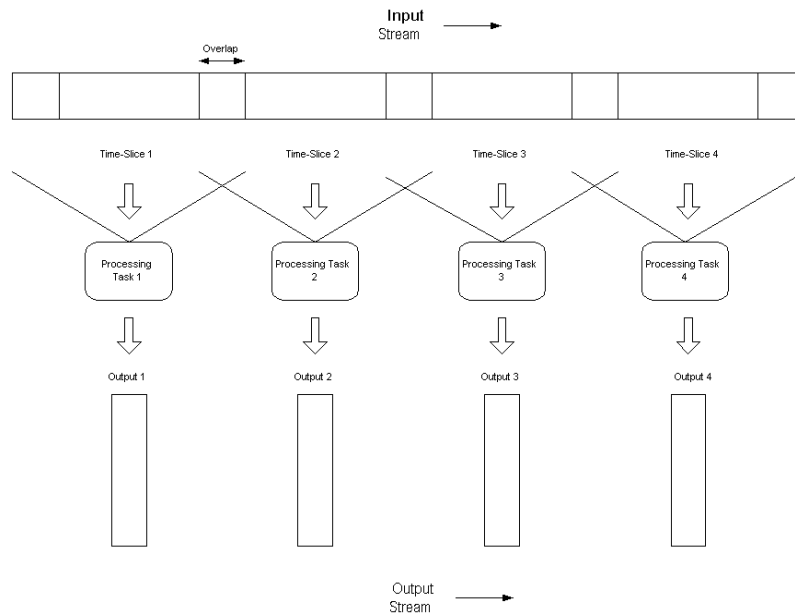 Input
Stream
Overlap
Time-Slice 1
Time-Slice 2
Time-Slice 3
Time-Slice 4
Processing
Task 1
Processing Task
2
Processing Task
3
Processing Task
4
Output 1
Output 2
Output 3
Output 4
Output
Stream